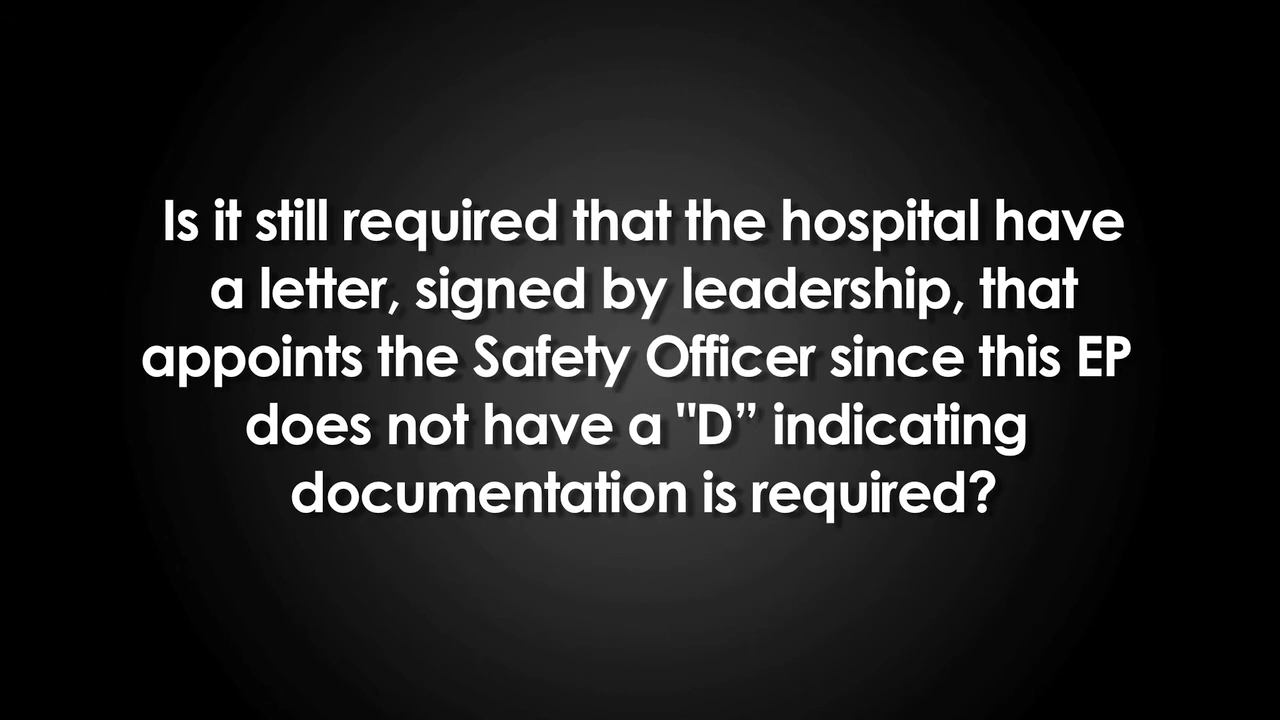 Is it still required that the hospital have
a letter, signed by leadership, that
appoints the Safety Officer since this EP
does not have a "D” indicating
documentation is required?